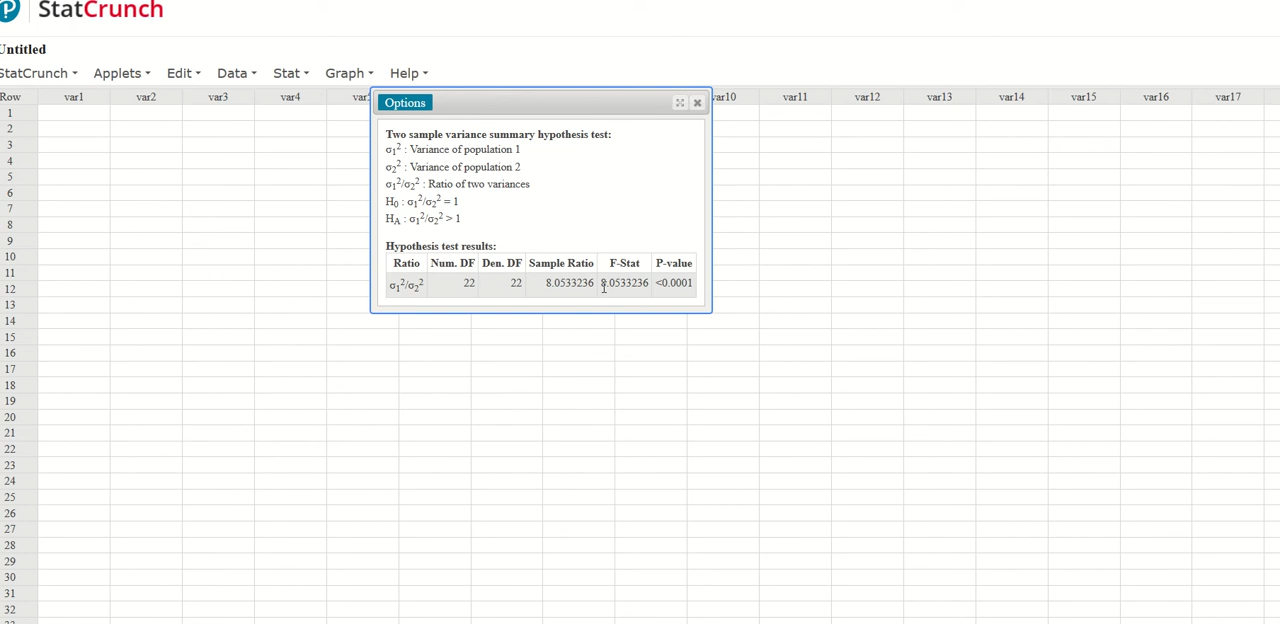 StatCrunch
Untitled
StatCrunch Applets Edit Data Stat Graph Help
Row var1 var2 var3 var4 var5 var10 var11 var12 var13 var14 var15 var16 var17
1
2
3
4
5
6
7
8
9
10
11
12
13
14
15
16
17
18
19
20
21
22
23
24
25
26
27
28
29
30
31
32
Options
Two sample variance summary hypothesis test:
σ₁² : Variance of population 1
σ₂² : Variance of population 2
σ₁²/σ₂² : Ratio of two variances
H₀ : σ₁²/σ₂² = 1
H_A : σ₁²/σ₂² > 1
Hypothesis test results:
Ratio Num. DF Den. DF Sample Ratio F-Stat P-value
σ₁²/σ₂² 22 22 8.0533236 8.0533236 <0.0001